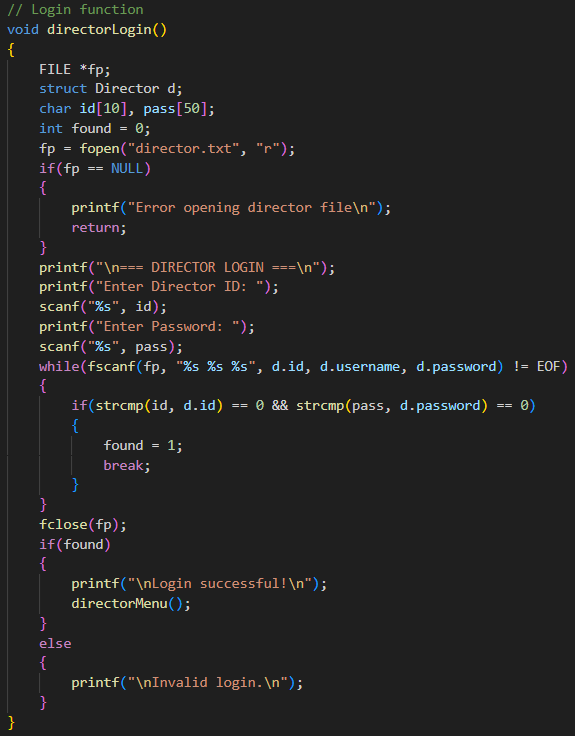 // Login function
void directorLogin()
{
    FILE *fp;
    struct Director d;
    char id[10], pass[50];
    int found = 0;
    fp = fopen("director.txt", "r");
    if(fp == NULL)
    {
        printf("Error opening director file\n");
        return;
    }
    printf("\n=== DIRECTOR LOGIN ===\n");
    printf("Enter Director ID: ");
    scanf("%s", id);
    printf("Enter Password: ");
    scanf("%s", pass);
    while(fscanf(fp, "%s %s %s", d.id, d.username, d.password) != EOF)
    {
        if(strcmp(id, d.id) == 0 && strcmp(pass, d.password) == 0)
        {
            found = 1;
            break;
        }
    }
    fclose(fp);
    if(found)
    {
        printf("\nLogin successful!\n");
        directorMenu();
    }
    else
    {
        printf("\nInvalid login.\n");
    }
}